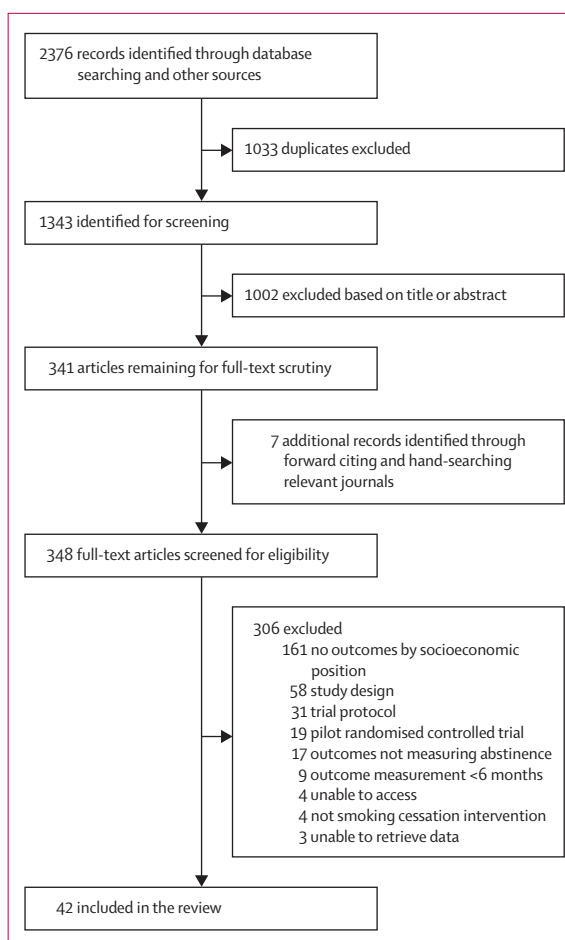 2376 records identified through database
searching and other sources
1033 duplicates excluded
1343 identified for screening
1002 excluded based on title or abstract
341 articles remaining for full-text scrutiny
7 additional records identified through
forward citing and hand-searching
relevant journals
348 full-text articles screened for eligibility
306 excluded
161 no outcomes by socioeconomic
position
58 study design
31 trial protocol
19 pilot randomised controlled trial
17 outcomes not measuring abstinence
9 outcome measurement <6 months
4 unable to access
4 not smoking cessation intervention
3 unable to retrieve data
42 included in the review